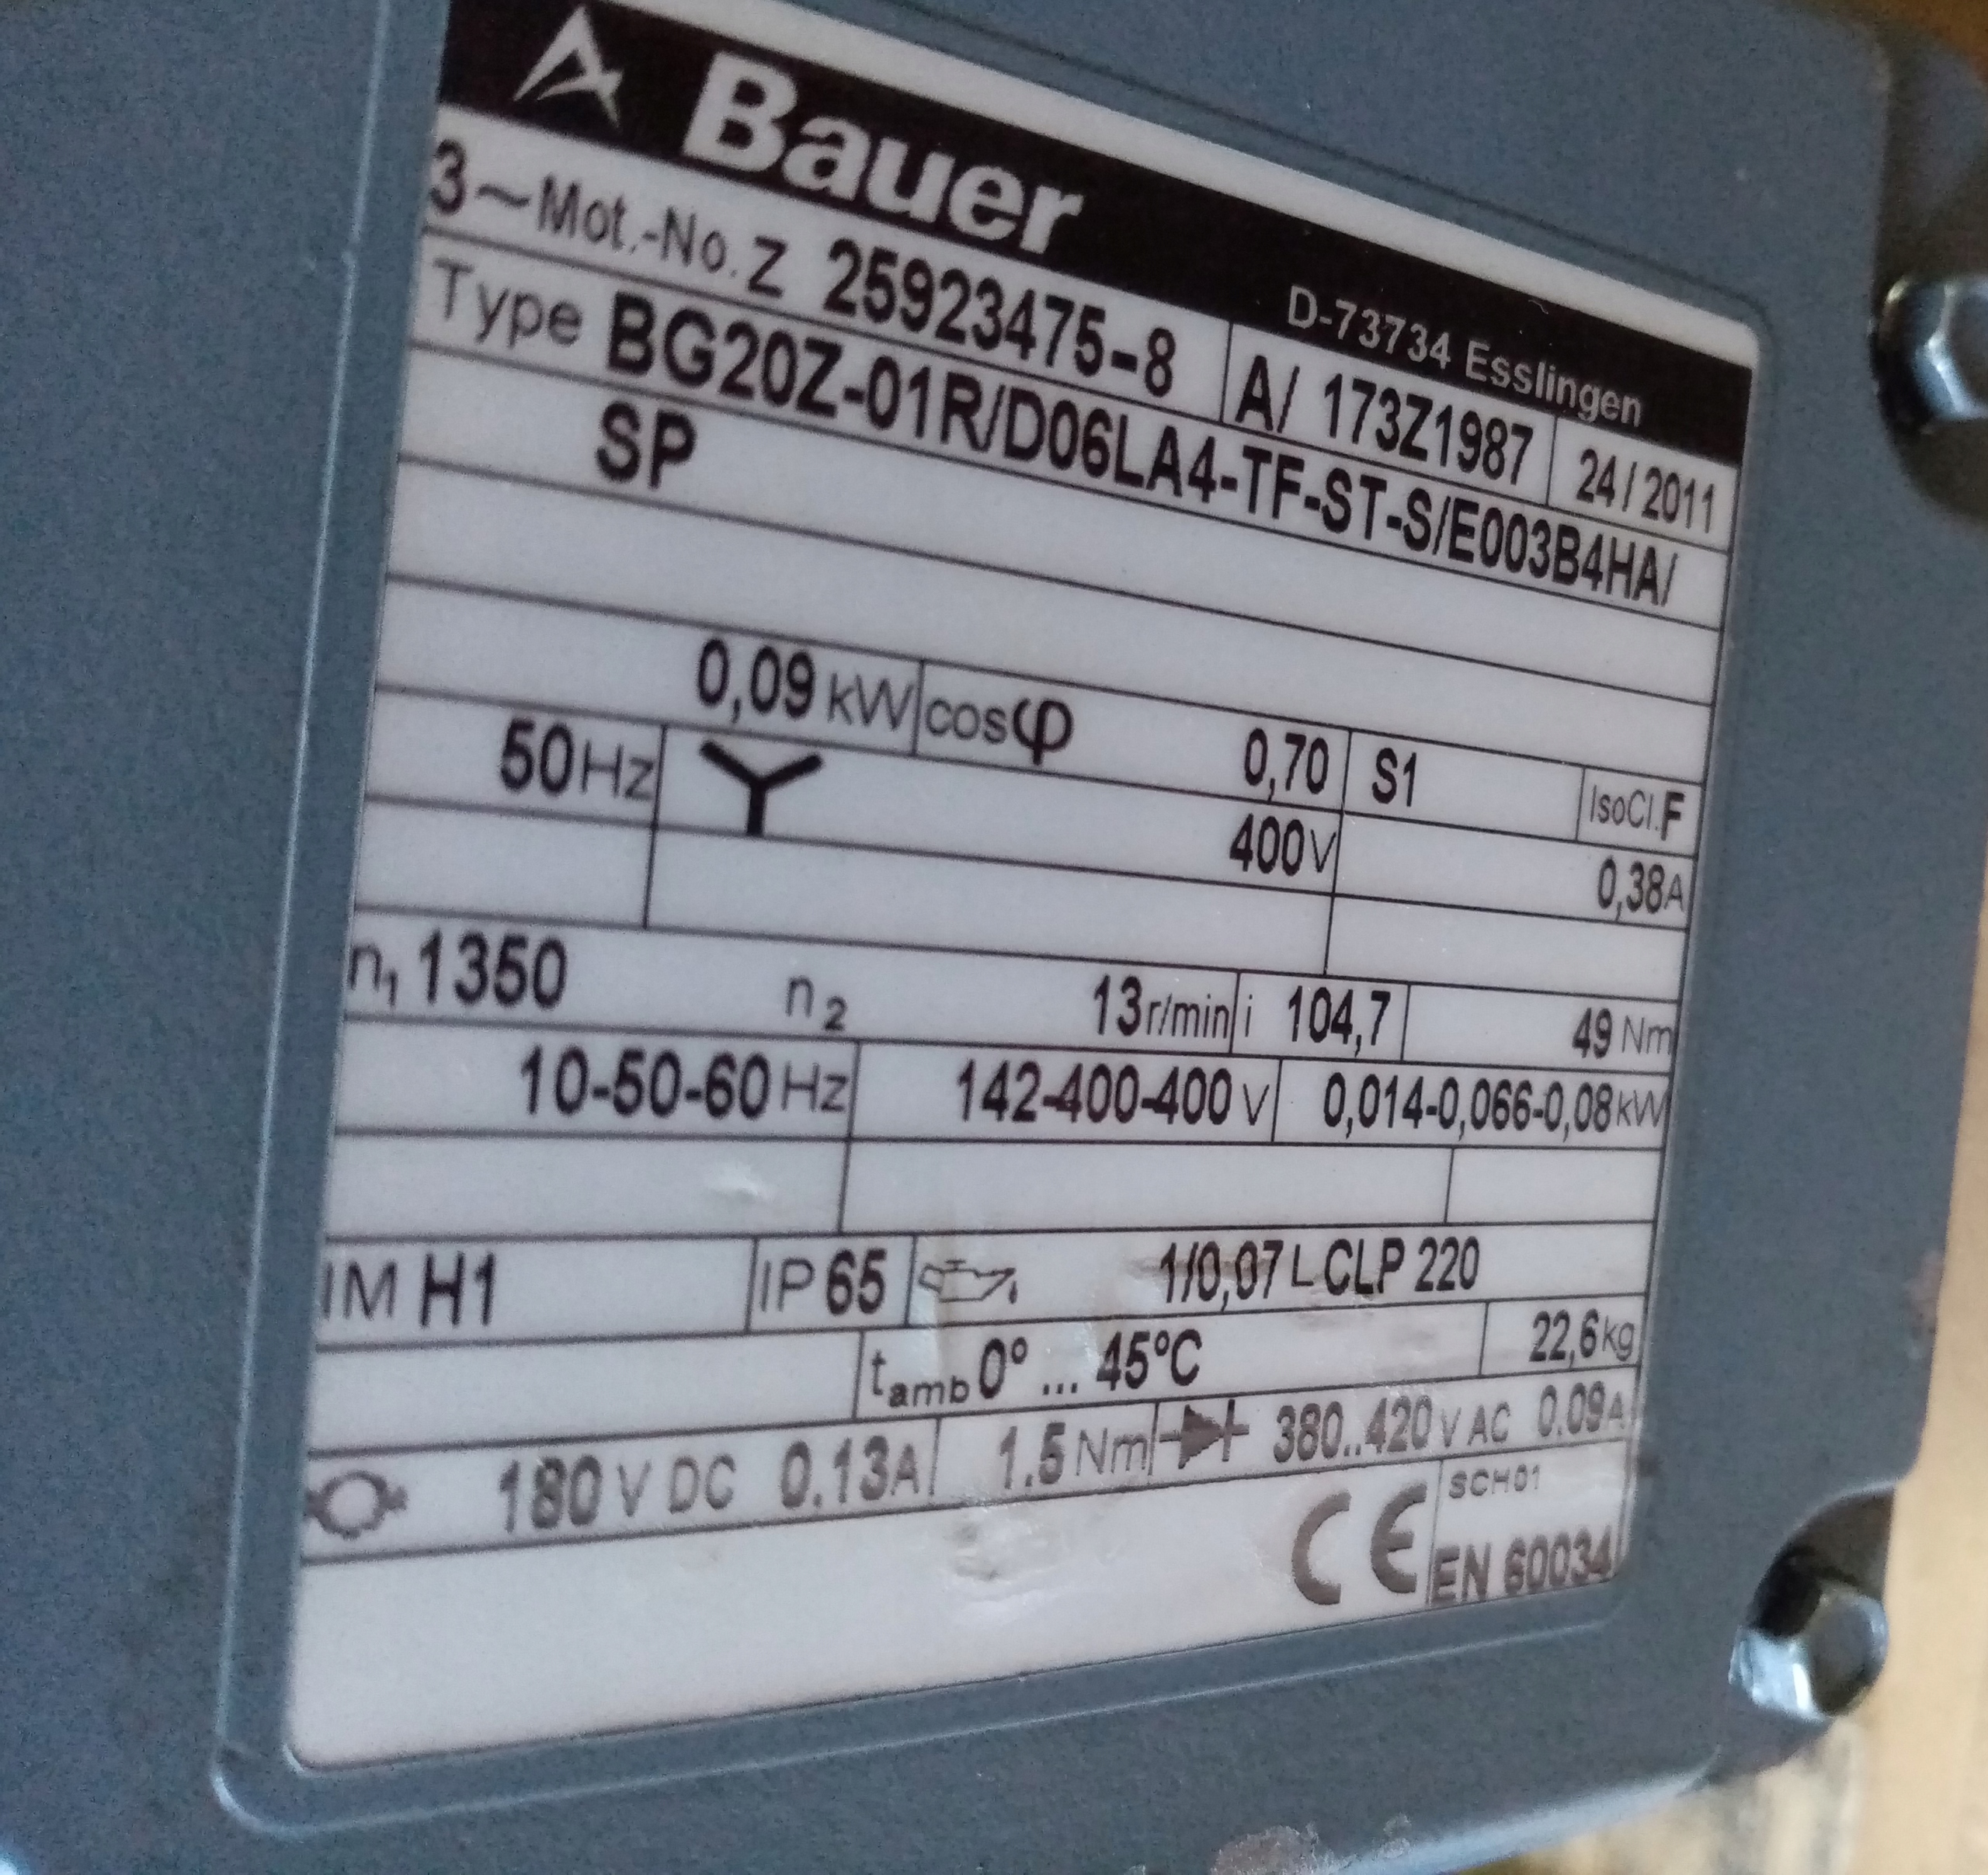 Bauer
D-73734 Esslingen
3~Mot.-No. Z 25923475-8 A/ 173Z1987 24/2011
Type BG20Z-01R/D06LA4-TF-ST-S/E003B4HA/
SP
0,09 kW cosφ 0,70 S1 IsoCl.F
50Hz 400V 0,38A
n₁ 1350 n₂ 13r/min i 104,7 49 Nm
10-50-60 Hz 142-400-400 V 0,014-0,066-0,08kW
IM H1 IP 65 1/0,07 L CLP 220
tamb 0° ... 45°C 22,6kg
180 V DC 0.13A 1.5 Nm 380..420 V AC 0.09A
CE SCH01
EN 60034